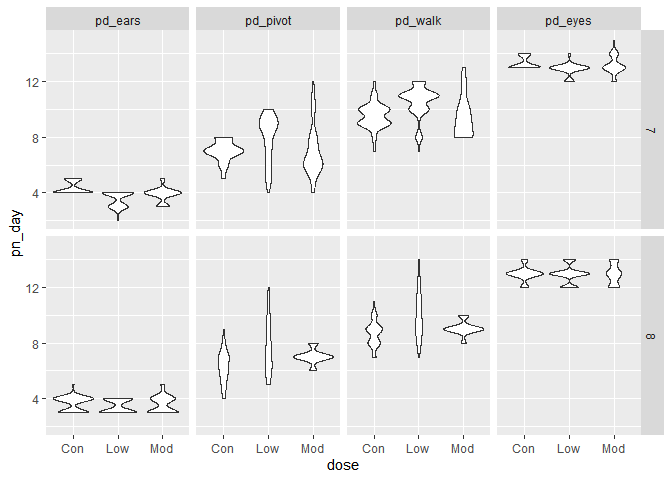 pd_ears pd_pivot pd_walk pd_eyes
12
8
4
7
pn_day
12
8
4
8
Con Low Mod Con Low Mod Con Low Mod Con Low Mod
dose